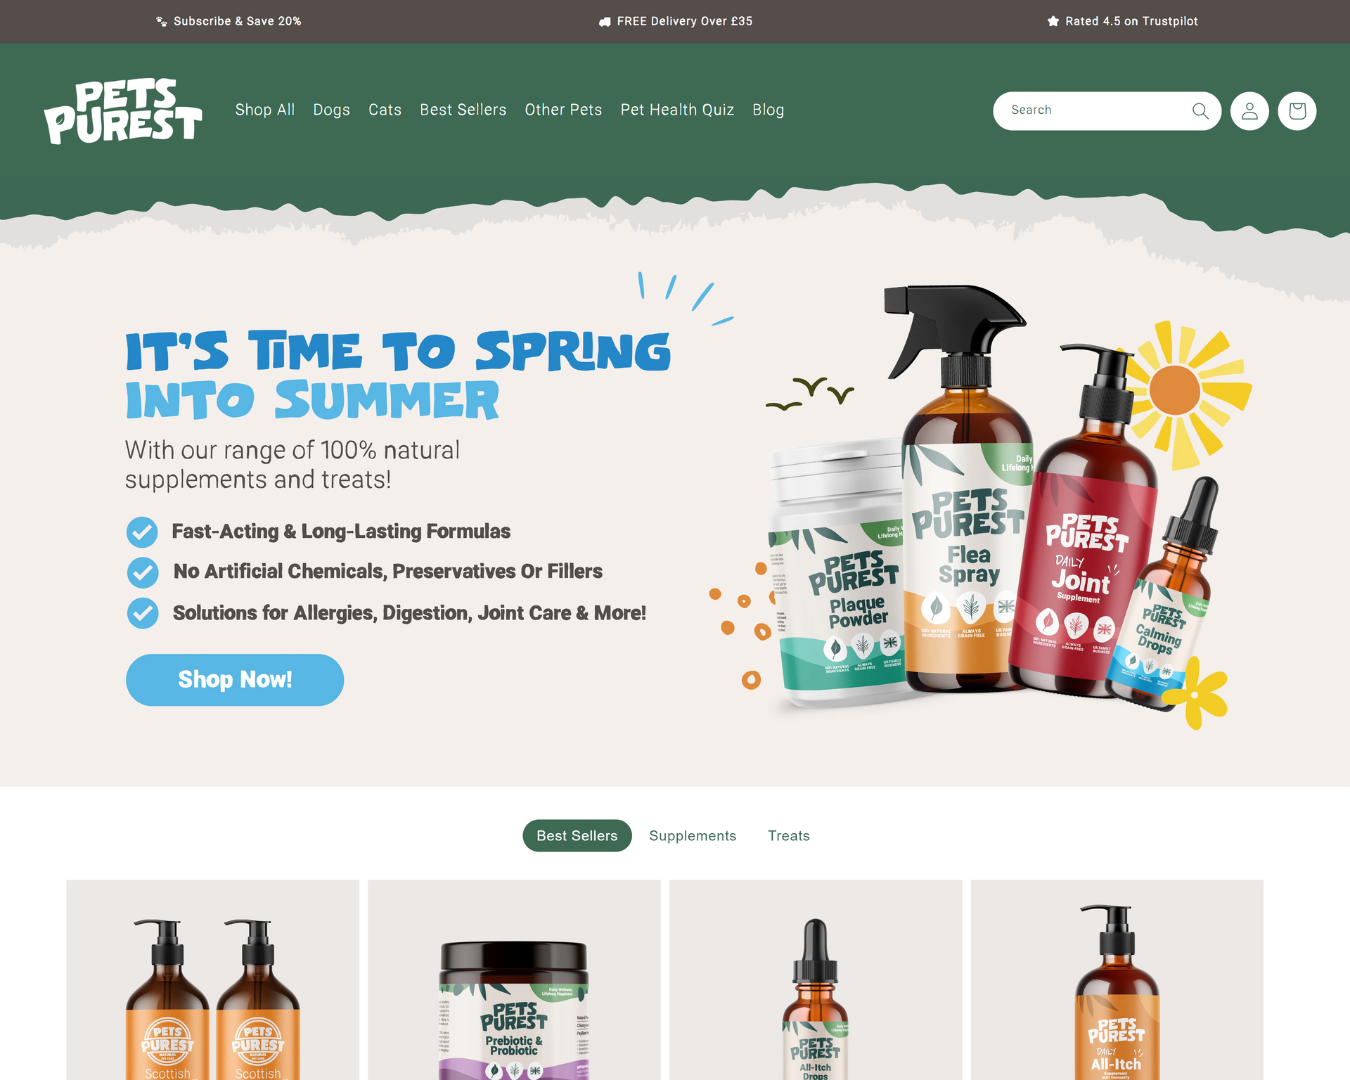 Subscribe & Save 20%
FREE Delivery Over £35
Rated 4.5 on Trustpilot
PETS
PUREST
Shop All
Dogs
Cats
Best Sellers
Other Pets
Pet Health Quiz
Blog
Search
IT'S TIME TO SPRING
INTO SUMMER
With our range of 100% natural
supplements and treats!
Fast-Acting & Long-Lasting Formulas
No Artificial Chemicals, Preservatives Or Fillers
Solutions for Allergies, Digestion, Joint Care & More!
Shop Now!
PETS
PUREST
Plaque
Powder
Daily
Lifelong
PETS
PUREST
Flea
Spray
PETS
PUREST
DAILY
Joint
Supplement
PETS
PUREST
Calming
Drops
Best Sellers
Supplements
Treats
PETS
PUREST
Scottish
PETS
PUREST
Scottish
PETS
PUREST
Prebiotic &
Probiotic
PETS
PUREST
All-Itch
Drops
PETS
PUREST
DAILY
All-Itch